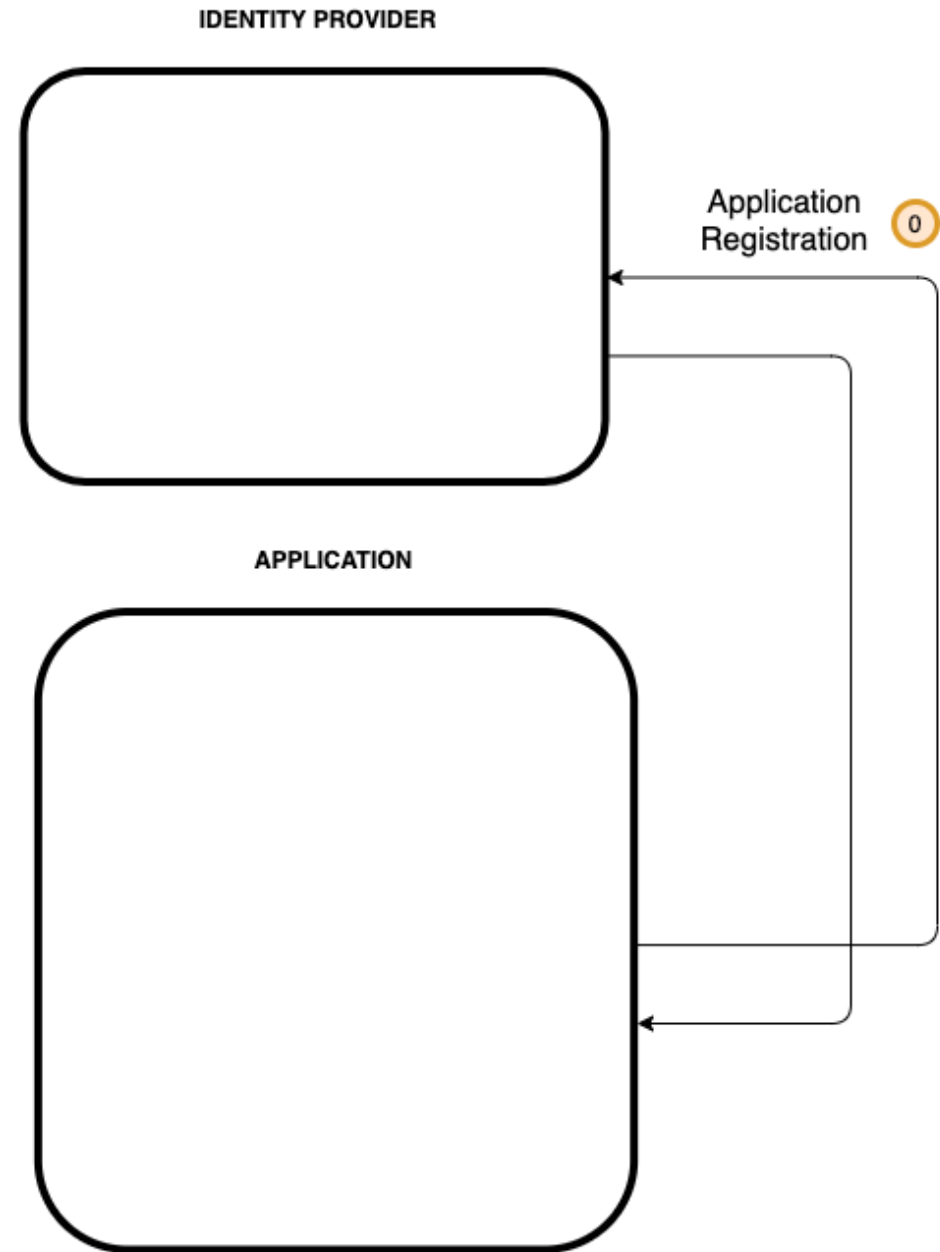 IDENTITY PROVIDER
Application
Registration
0
APPLICATION